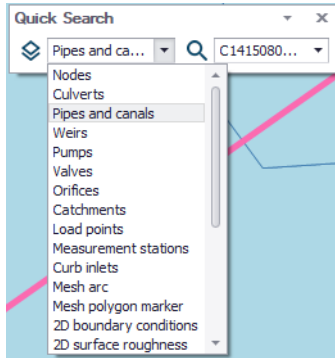 Quick Search
Pipes and ca... C1415080...
Nodes
Culverts
Pipes and canals
Weirs
Pumps
Valves
Orifices
Catchments
Load points
Measurement stations
Curb inlets
Mesh arc
Mesh polygon marker
2D boundary conditions
2D surface roughness